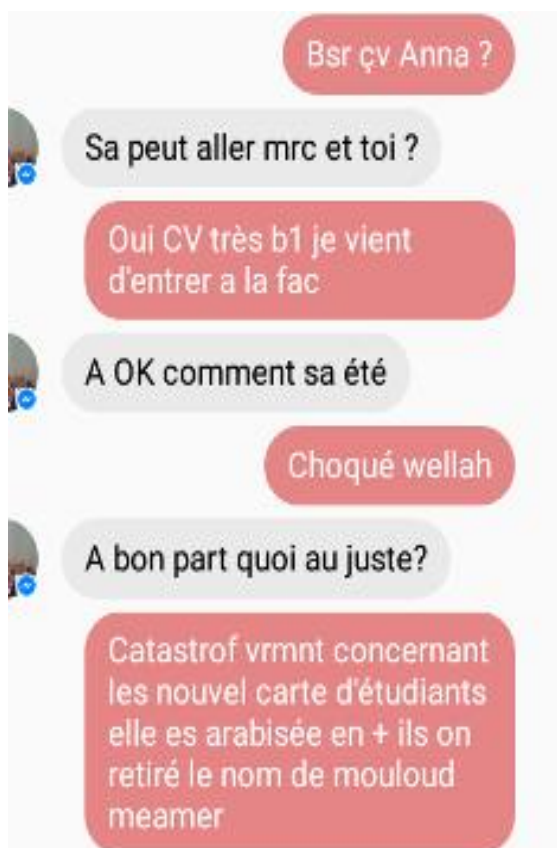 Bsr çv Anna ?
Sa peut aller mrc et toi ?
Oui CV très b1 je vient
d'entrer a la fac
A OK comment sa été
Choqué wellah
A bon part quoi au juste?
Catastrof vrmnt concernant
les nouvel carte d'étudiants
elle es arabisée en + ils on
retiré le nom de mouloud
meamer